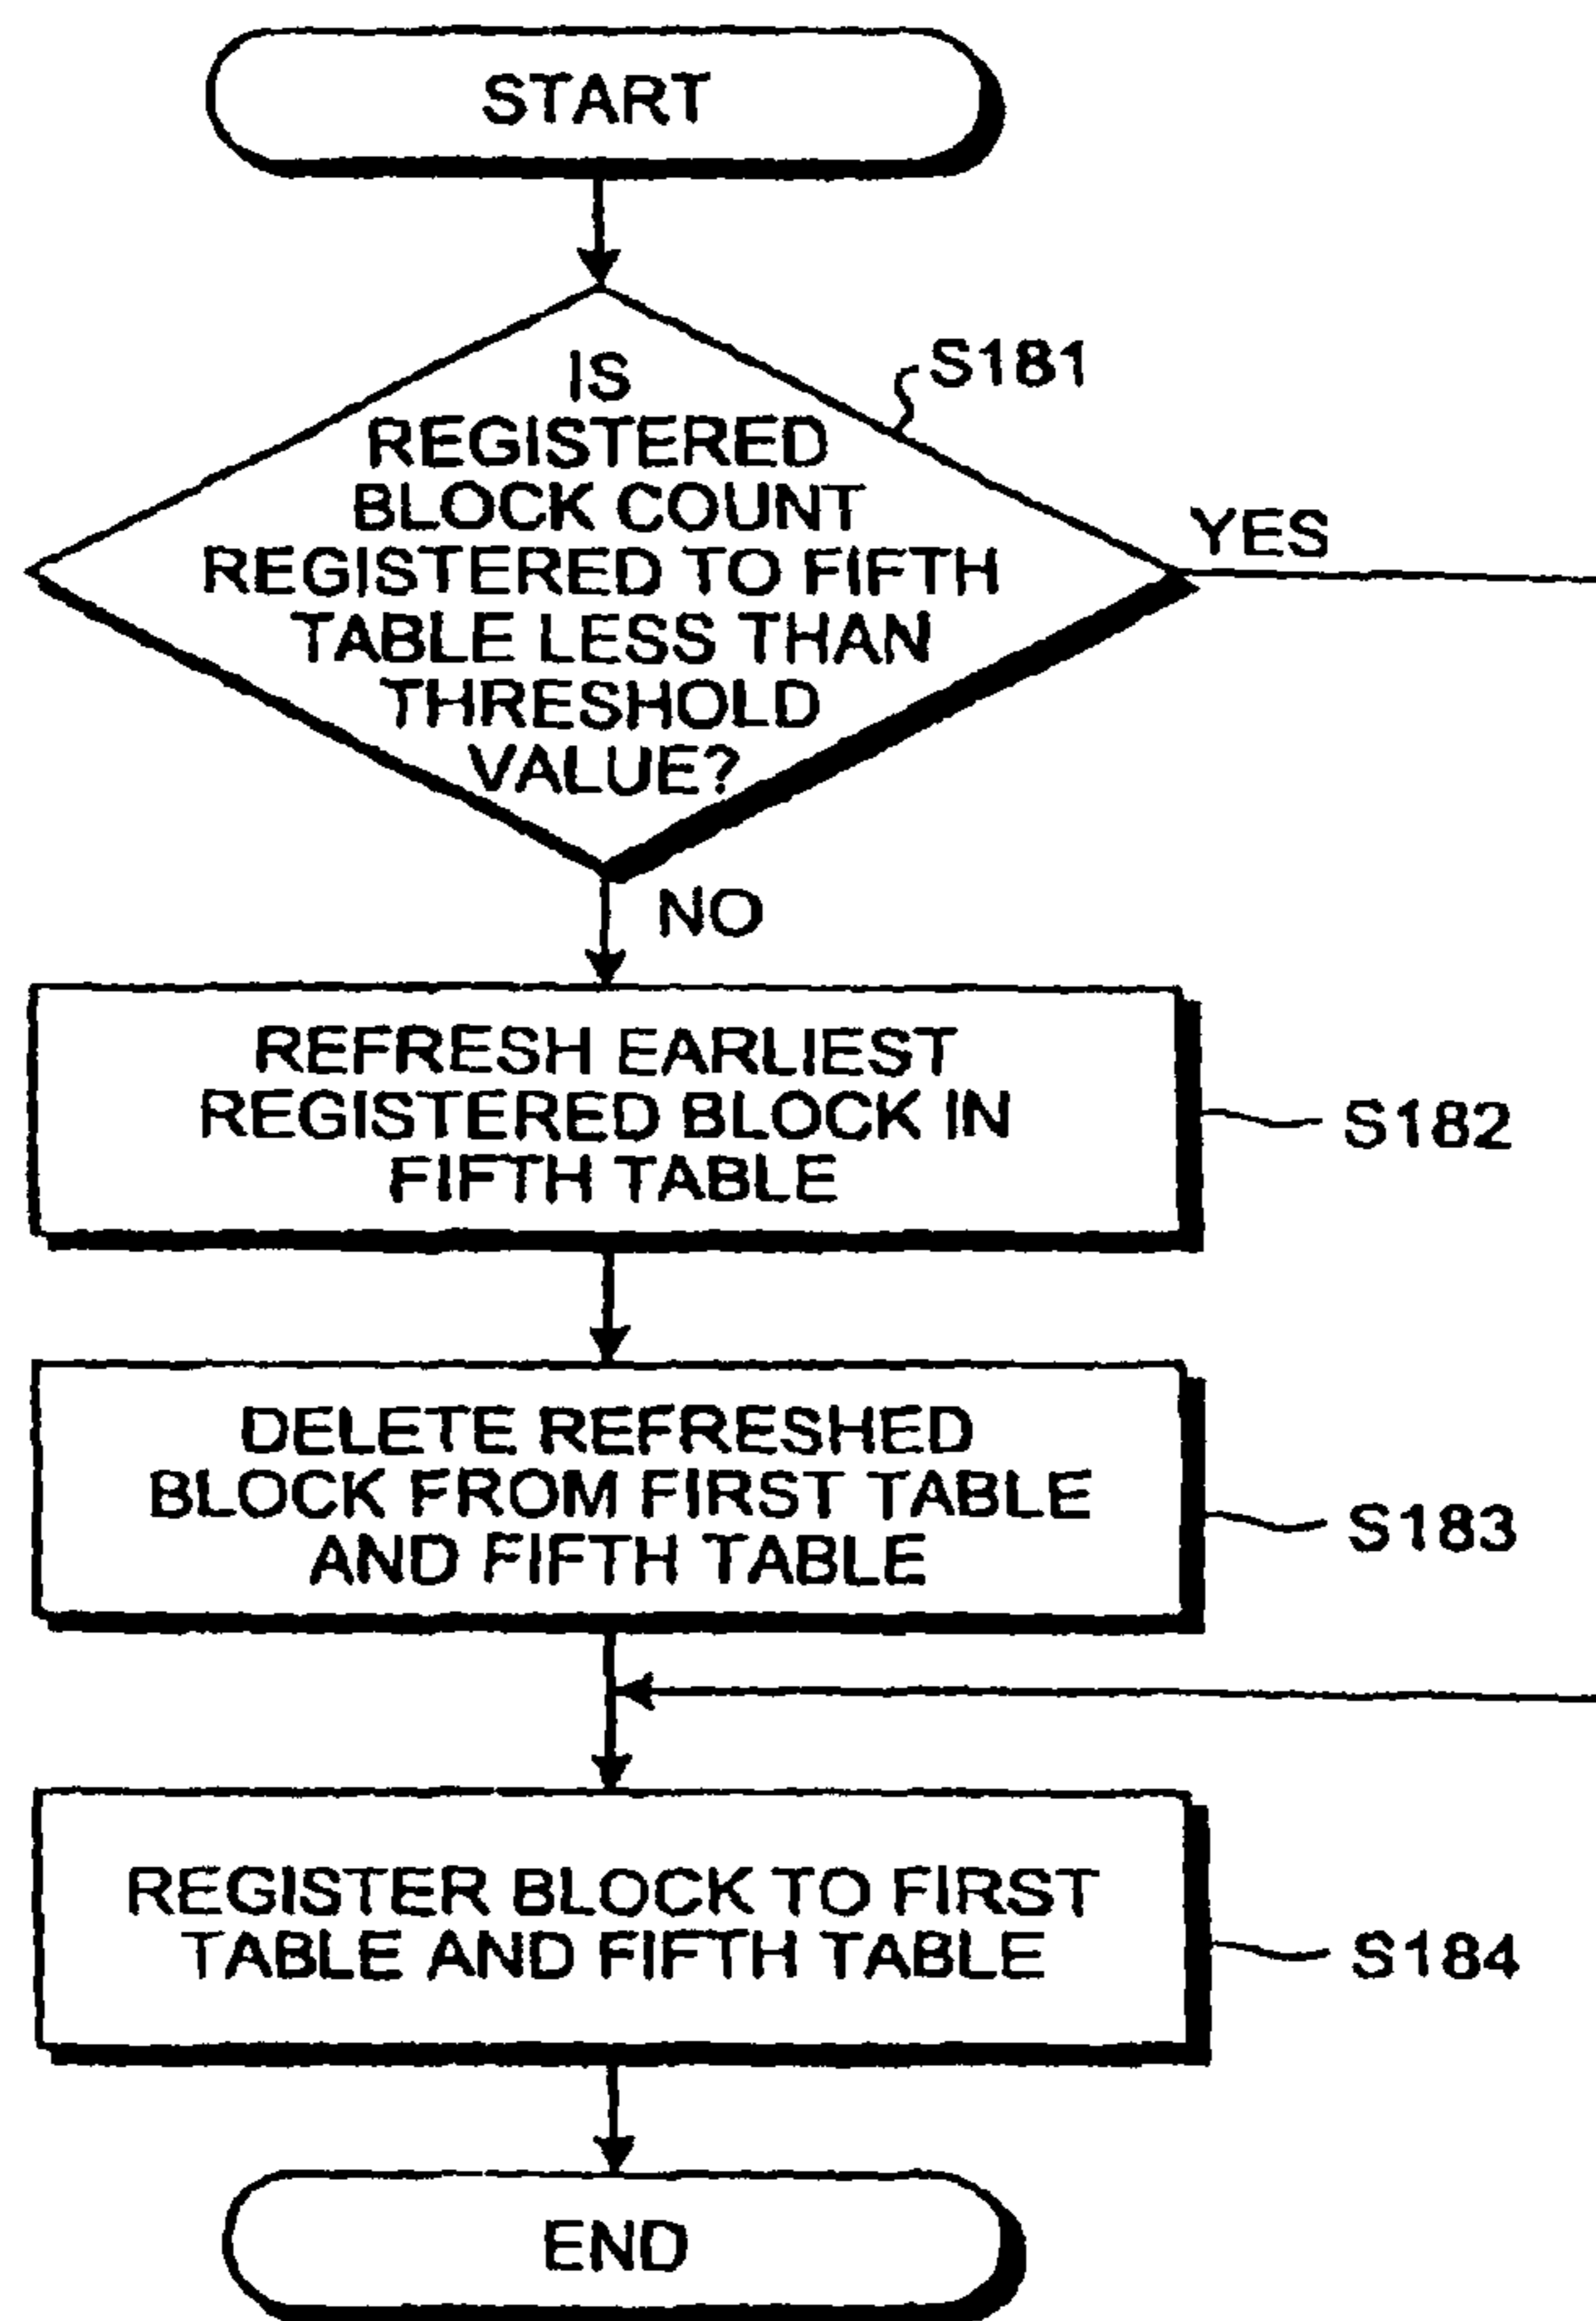 START
IS
REGISTERED
BLOCK COUNT
REGISTERED TO FIFTH
TABLE LESS THAN
THRESHOLD
VALUE?
S181
YES
NO
REFRESH EARLIEST
REGISTERED BLOCK IN
FIFTH TABLE
S182
DELETE REFRESHED
BLOCK FROM FIRST TABLE
AND FIFTH TABLE
S183
REGISTER BLOCK TO FIRST
TABLE AND FIFTH TABLE
S184
END